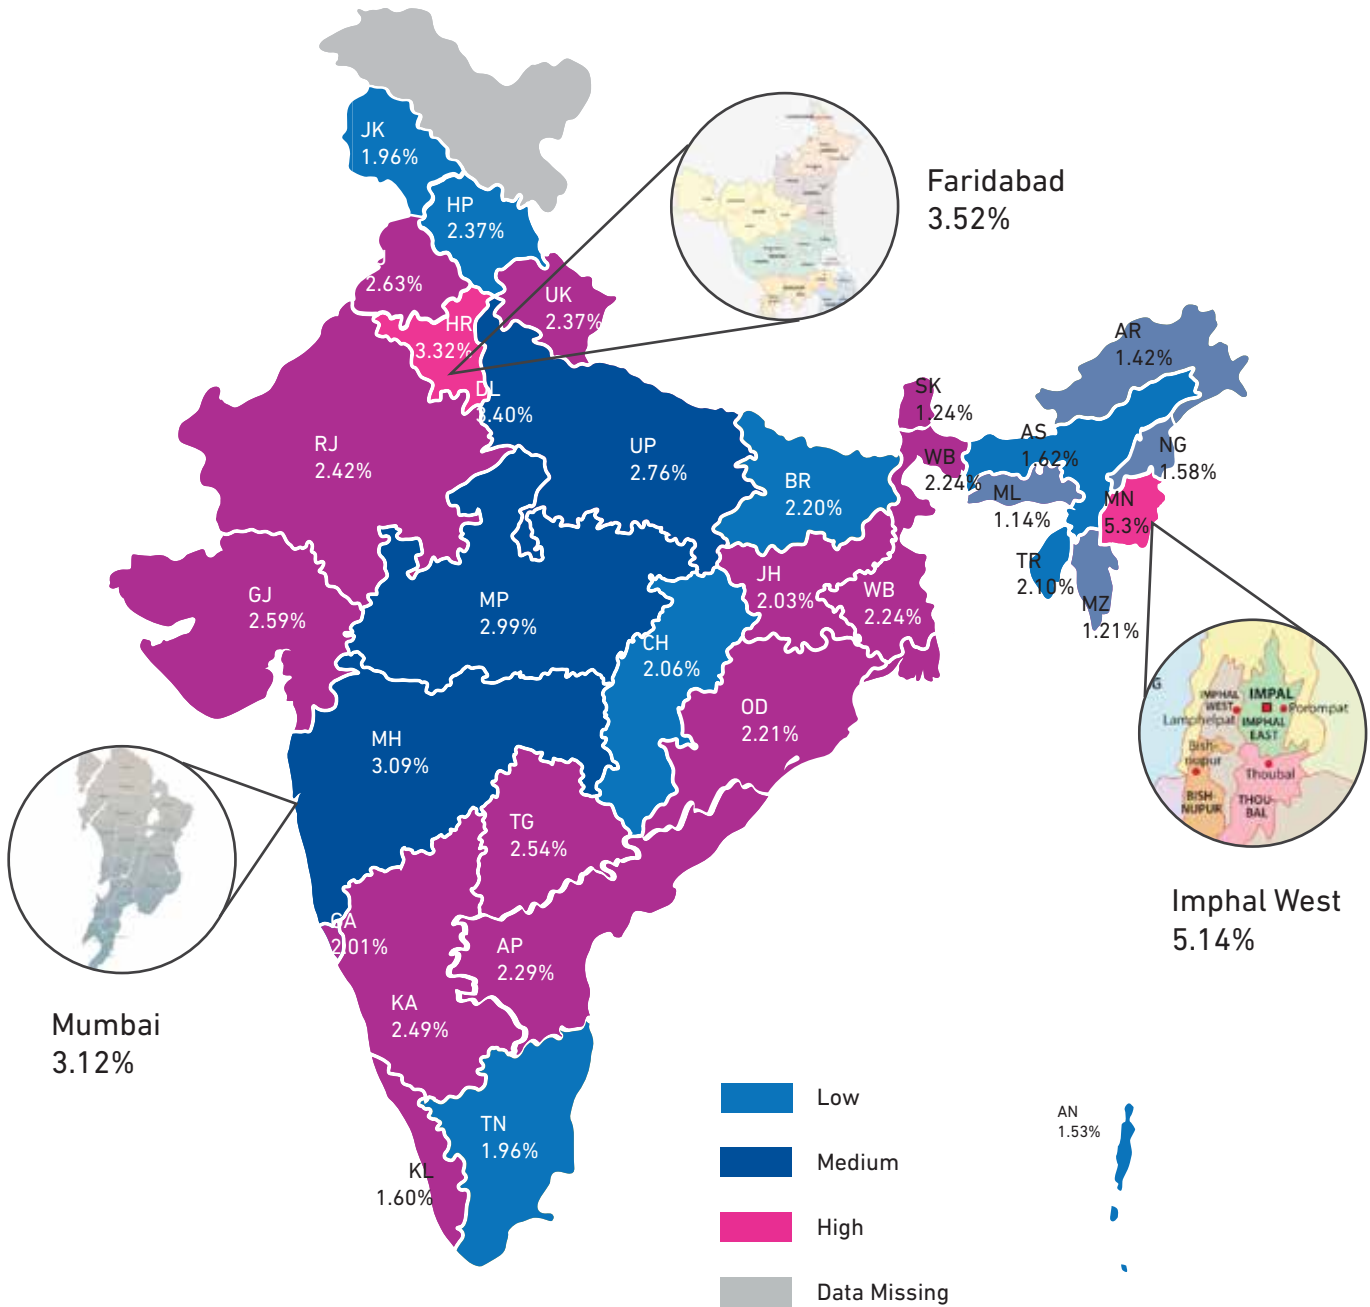 JK
1.96%
HP
2.37%
2.63%
UK
2.37%
HR
3.32%
DL
3.40%
Faridabad
3.52%
RJ
2.42%
UP
2.76%
BR
2.20%
SK
1.24%
WB
2.24%
AR
1.42%
AS
1.62%
NG
1.58%
ML
1.14%
MN
5.3%
TR
2.10%
MZ
1.21%
GJ
2.59%
MP
2.99%
JH
2.03%
WB
2.24%
CH
2.06%
OD
2.21%
MH
3.09%
TG
2.54%
GA
2.01%
AP
2.29%
KA
2.49%
TN
1.96%
KL
1.60%
Mumbai
3.12%
G
IMPHAL
WEST
IMPAL
Porompat
Lamphelpat
IMPHAL
EAST
Bish-
nupur
Thoubal
BISH-
NUPUR
THOU-
BAL
Imphal West
5.14%
AN
1.53%
Low
Medium
High
Data Missing